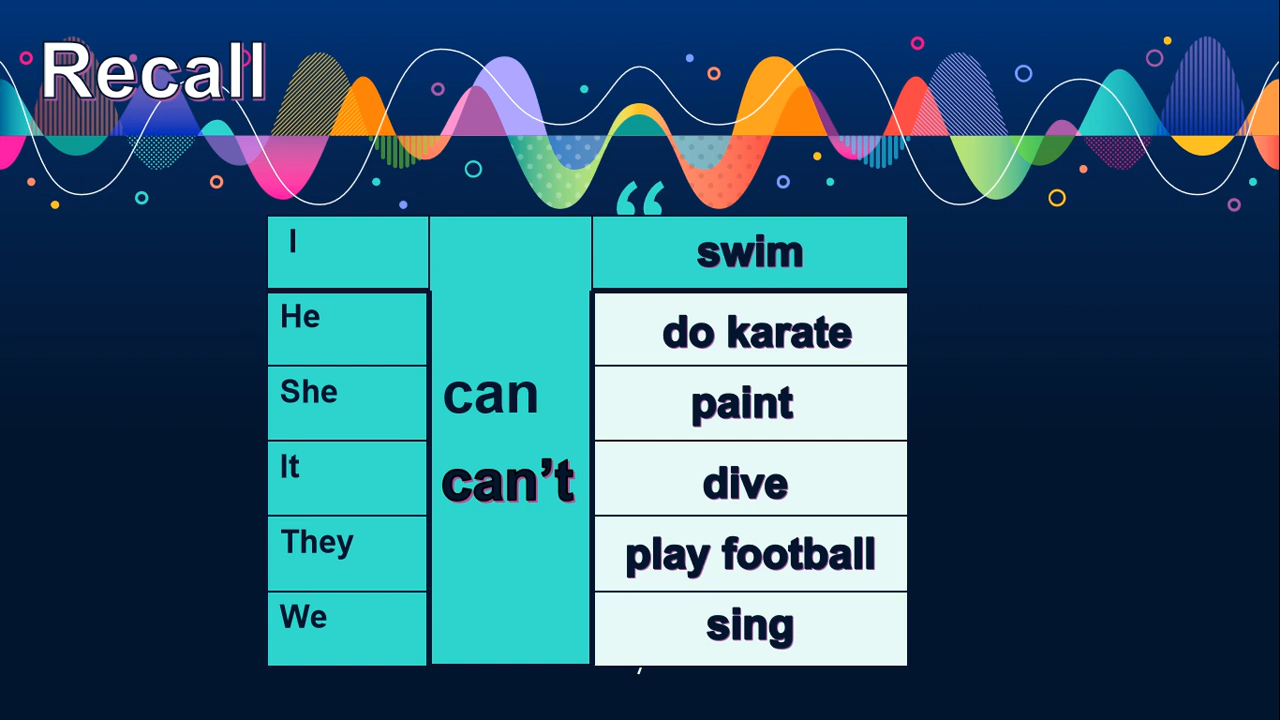 Recall
“
I
swim
He
do karate
She
can
paint
It
can’t
dive
They
play football
We
sing
,